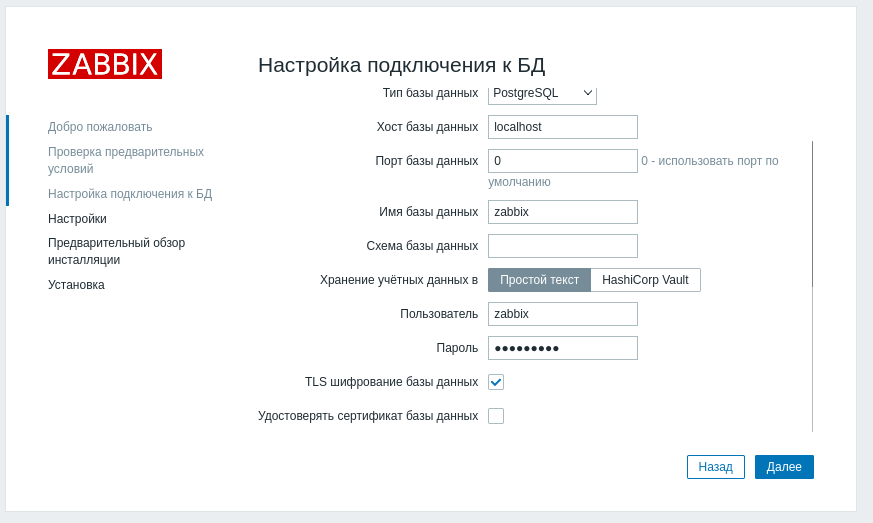 ZABBIX
Добро пожаловать
Проверка предварительных
условий
Настройка подключения к БД
Настройки
Предварительный обзор
инсталляции
Установка
Настройка подключения к БД
Тип базы данных PostgreSQL
Хост базы данных localhost
Порт базы данных 0 0 - использовать порт по
умолчанию
Имя базы данных zabbix
Схема базы данных
Хранение учётных данных в Простой текст HashiCorp Vault
Пользователь zabbix
Пароль ●●●●●●●●●
TLS шифрование базы данных
Удостоверять сертификат базы данных
Назад Далее